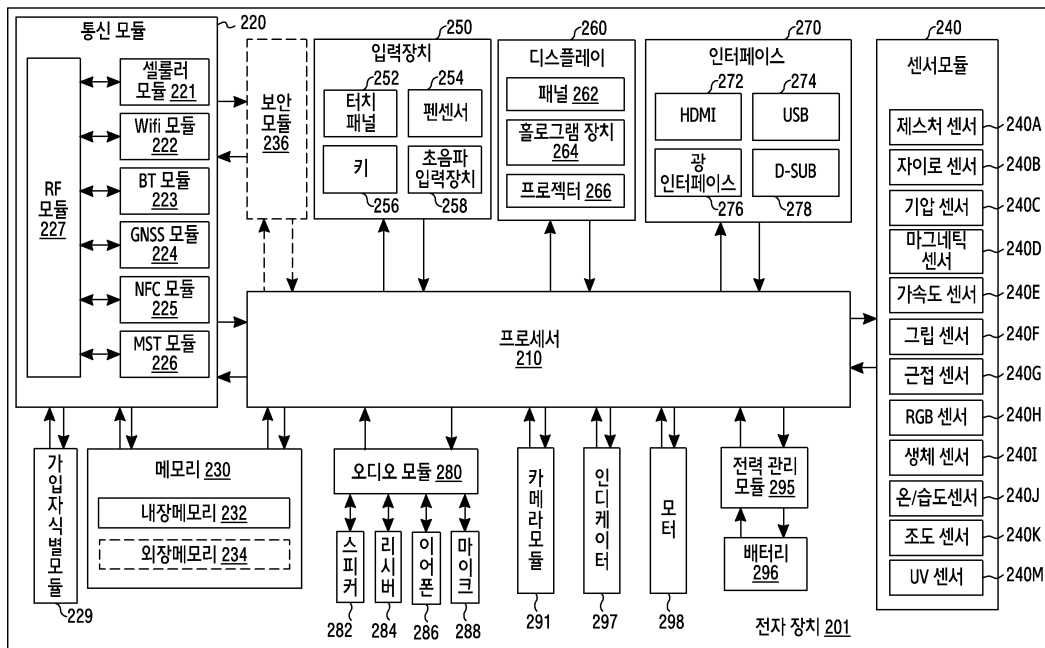 220
통신 모듈
RF
모듈
227
셀룰러
모듈 221
Wifi 모듈
222
BT 모듈
223
GNSS 모듈
224
NFC 모듈
225
MST 모듈
226
보안
모듈
236
250
입력장치
252
254
터치
패널
펜센서
키
초음파
입력장치
256
258
260
디스플레이
패널 262
홀로그램 장치
264
프로젝터 266
270
인터페이스
272
274
HDMI
USB
광
인터페이스
D-SUB
276
278
240
센서모듈
제스처 센서
240A
자이로 센서
240B
기압 센서
240C
마그네틱
센서
240D
가속도 센서
240E
그립 센서
240F
근접 센서
240G
RGB 센서
240H
생체 센서
240I
온/습도센서
240J
조도 센서
240K
UV 센서
240M
프로세서
210
가입자식별모듈
229
메모리 230
내장메모리 232
외장메모리 234
오디오 모듈 280
스피커
리시버
이어폰
마이크
282
284
286
288
카메라모듈
291
인디케이터
297
모터
298
전력 관리
모듈 295
배터리
296
전자 장치 201